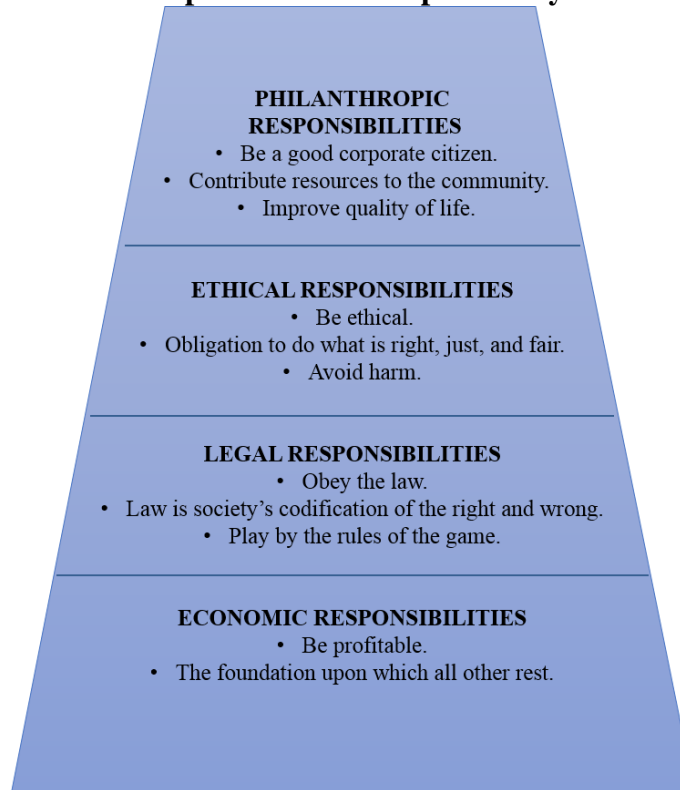 PHILANTHROPIC
RESPONSIBILITIES
• Be a good corporate citizen.
• Contribute resources to the community.
• Improve quality of life.
ETHICAL RESPONSIBILITIES
• Be ethical.
• Obligation to do what is right, just, and fair.
• Avoid harm.
LEGAL RESPONSIBILITIES
• Obey the law.
• Law is society’s codification of the right and wrong.
• Play by the rules of the game.
ECONOMIC RESPONSIBILITIES
• Be profitable.
• The foundation upon which all other rest.